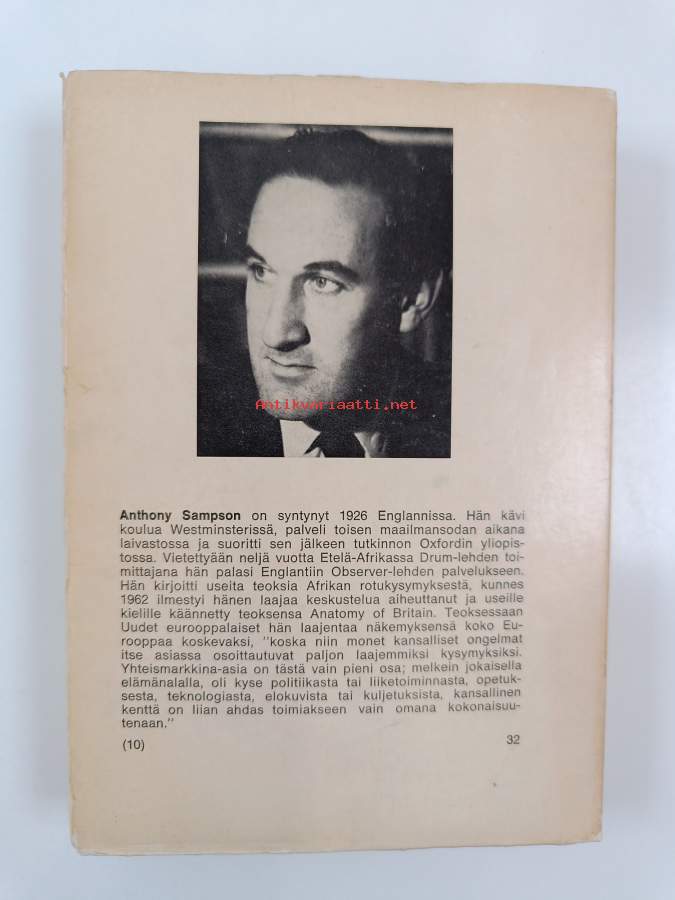 Antikvariaatti.net
Anthony Sampson on syntynyt 1926 Englannissa. Hän kävi
koulua Westminsterissä, palveli toisen maailmansodan aikana
laivastossa ja suoritti sen jälkeen tutkinnon Oxfordin yliopis-
tossa. Vietettyään neljä vuotta Etelä-Afrikassa Drum-lehden toi-
mittajana hän palasi Englantiin Observer-lehden palvelukseen.
Hän kirjoitti useita teoksia Afrikan rotukysymyksestä, kunnes
1962 ilmestyi hänen laajaa keskustelua aiheuttanut ja useille
kielille käännetty teoksensa Anatomy of Britain. Teoksessaan
Uudet eurooppalaiset hän laajentaa näkemyksensä koko Eu-
rooppaa koskevaksi, "koska niin monet kansalliset ongelmat
itse asiassa osoittautuvat paljon laajemmiksi kysymyksiksi.
Yhteismarkkina-asia on tästä vain pieni osa; melkein jokaisella
elämänalalla, oli kyse politiikasta tai liiketoiminnasta, opetuk-
sesta, teknologiasta, elokuvista tai kuljetuksista, kansallinen
kenttä on liian ahdas toimiakseen vain omana kokonaisuu-
tenaan."
(10) 32